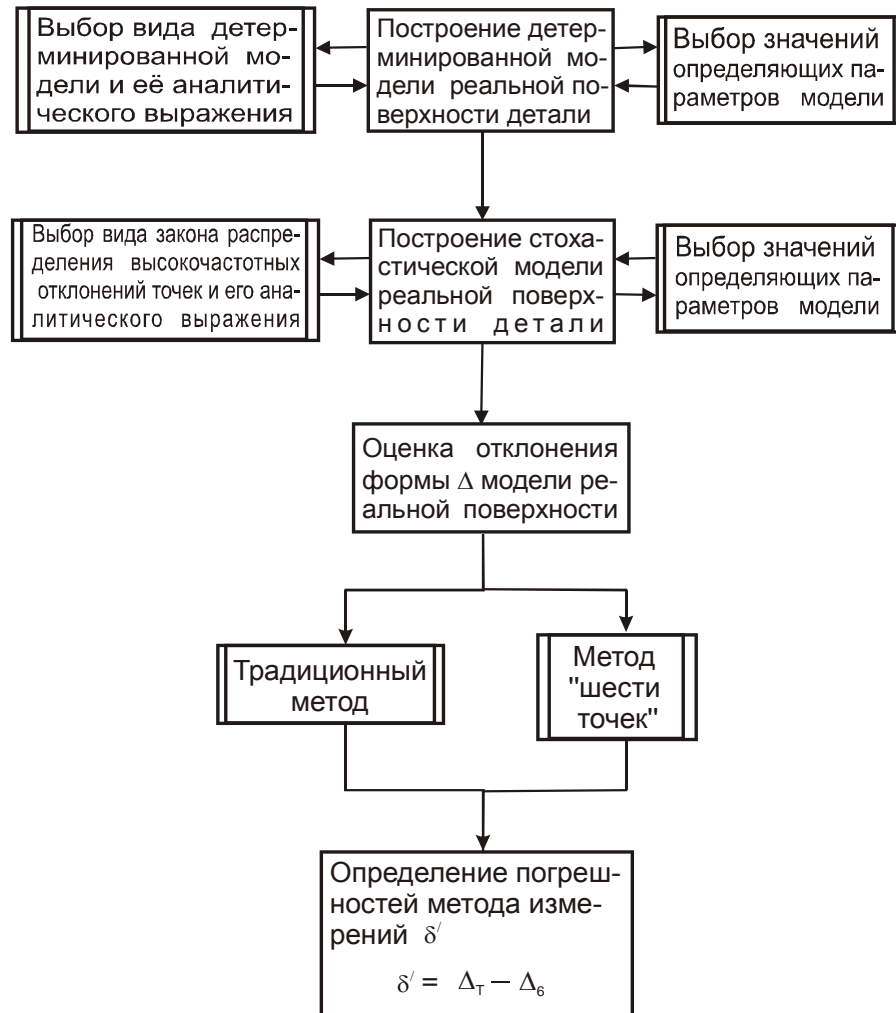 Выбор вида детер-
минированной мо-
дели и её аналити-
ческого выражения
Построение детер-
минированной мо-
дели реальной по-
верхности детали
Выбор значений
определяющих па-
раметров модели
Выбор вида закона распре-
деления высокочастотных
отклонений точек и его ана-
литического выражения
Построение стоха-
стической модели
реальной поверх-
ности детали
Выбор значений
определяющих па-
раметров модели
Оценка отклонения
формы Δ модели ре-
альной поверхности
Традиционный
метод
Метод
"шести
точек"
Определение погреш-
ностей метода изме-
рений δ′
δ′ = Δт − Δ₆